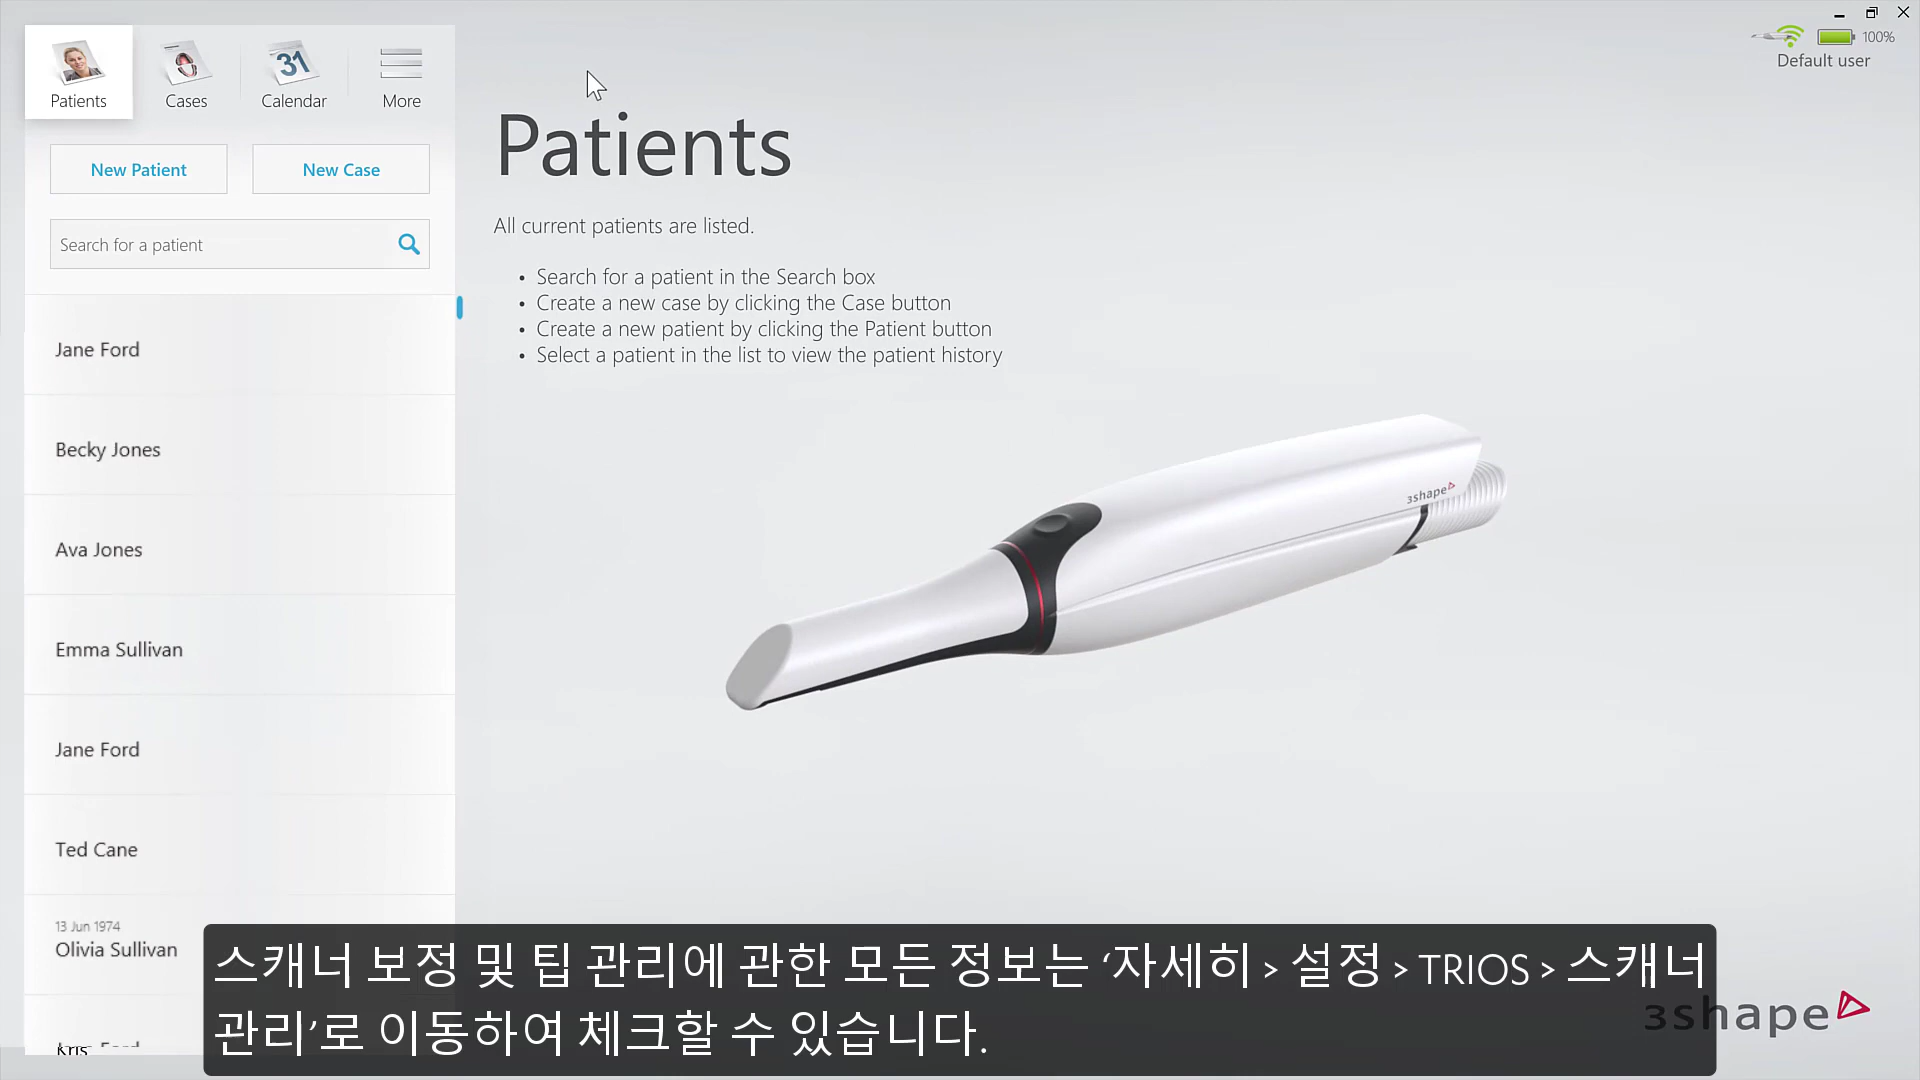 100%
Default user
Patients
Cases
31
Calendar
More
New Patient
New Case
Search for a patient
Jane Ford
Becky Jones
Ava Jones
Emma Sullivan
Jane Ford
Ted Cane
13 Jun 1974
Olivia Sullivan
Kris
Patients
All current patients are listed.
• Search for a patient in the Search box
• Create a new case by clicking the Case button
• Create a new patient by clicking the Patient button
• Select a patient in the list to view the patient history
3shape
스캐너 보정 및 팁 관리에 관한 모든 정보는 ‘자세히 > 설정 > TRIOS > 스캐너
관리’로 이동하여 체크할 수 있습니다.
3shape